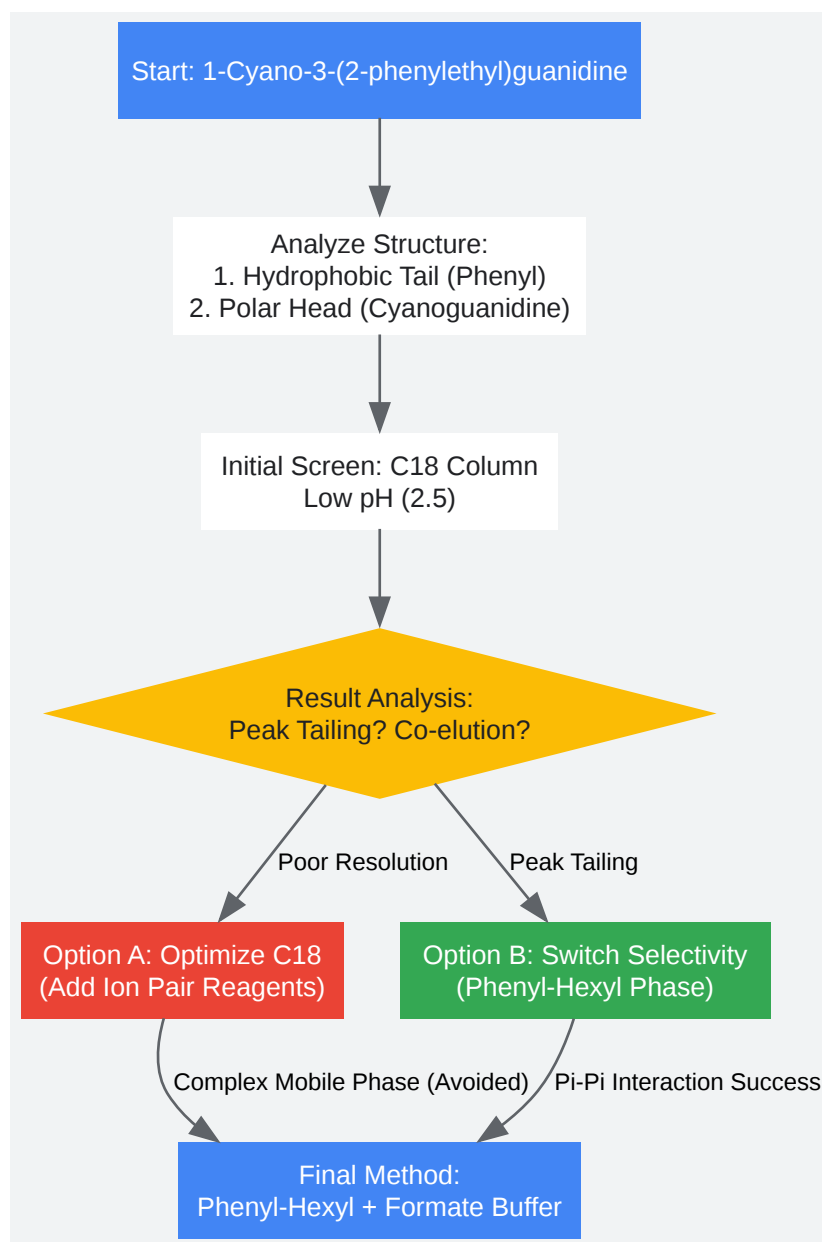 Start: 1-Cyano-3-(2-phenylethyl)guanidine
Analyze Structure:
1. Hydrophobic Tail (Phenyl)
2. Polar Head (Cyanoguanidine)
Initial Screen: C18 Column
Low pH (2.5)
Result Analysis:
Peak Tailing? Co-elution?
Poor Resolution
Peak Tailing
Option A: Optimize C18
(Add Ion Pair Reagents)
Option B: Switch Selectivity
(Phenyl-Hexyl Phase)
Complex Mobile Phase (Avoided)
Pi-Pi Interaction Success
Final Method:
Phenyl-Hexyl + Formate Buffer